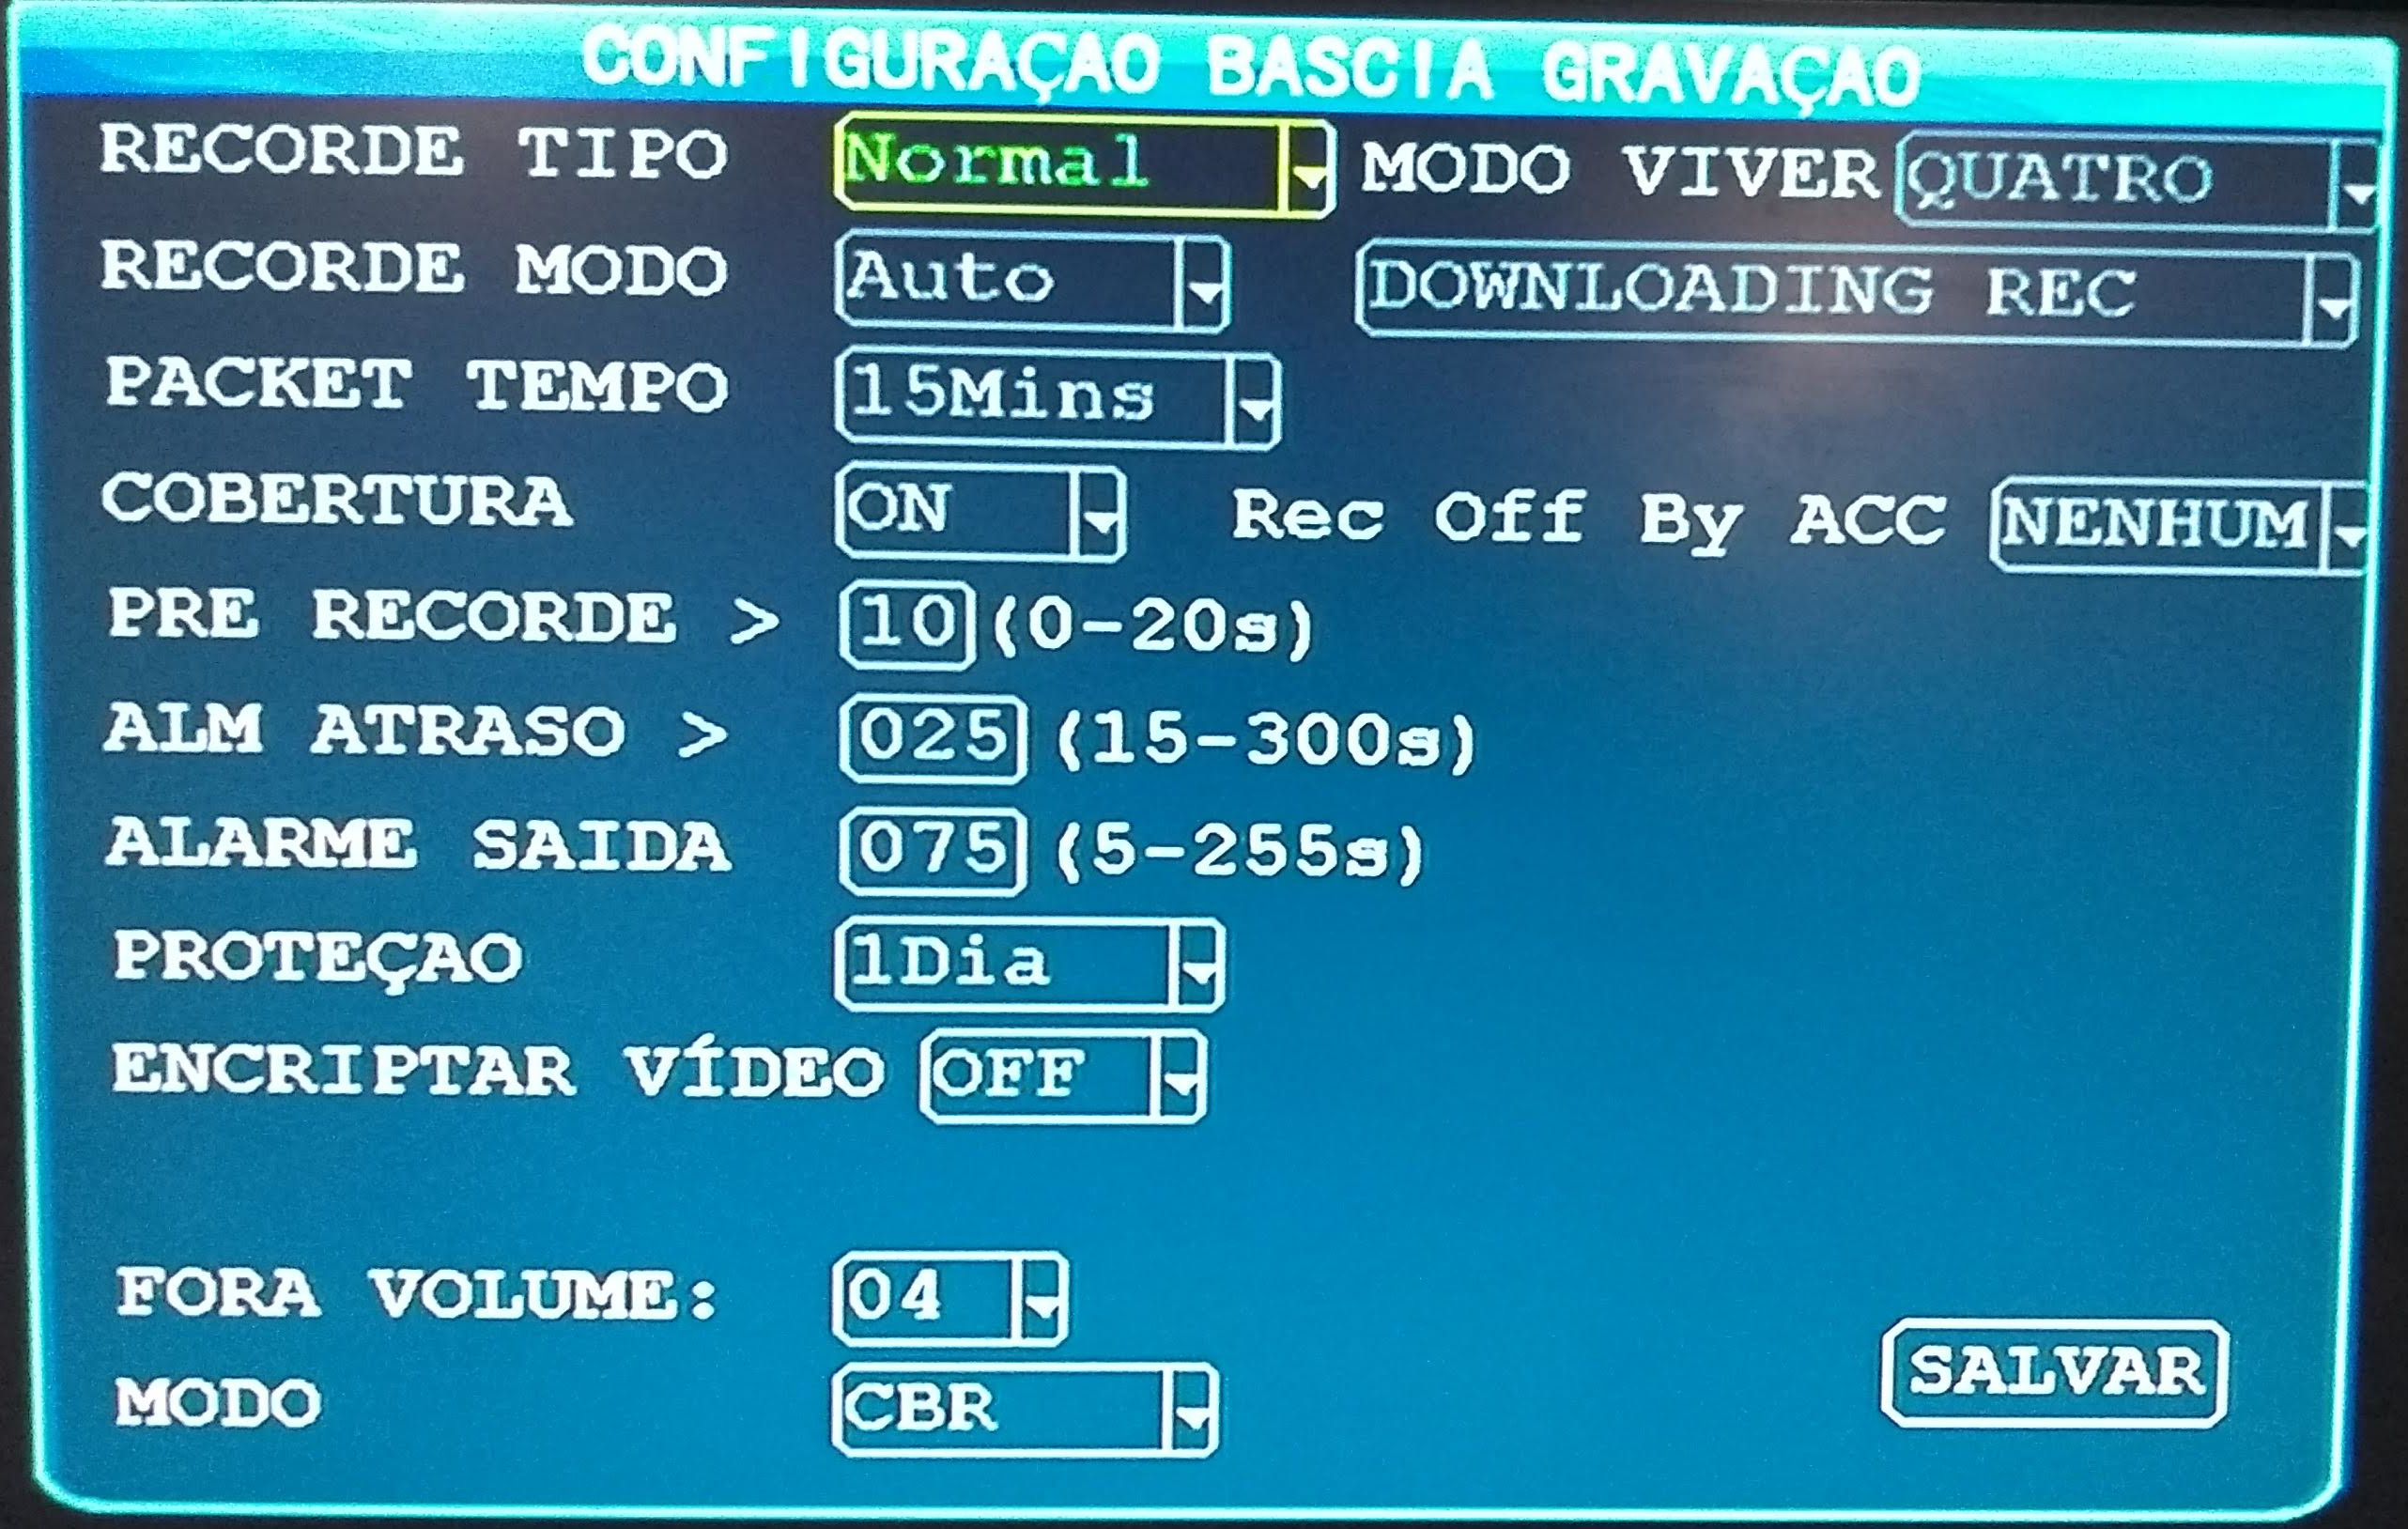 CONFIGURAÇAO BASCIA GRAVAÇAO
RECORDE TIPO Normal MODO VIVER QUATRO
RECORDE MODO Auto DOWNLOADING REC
PACKET TEMPO 15Mins
COBERTURA ON Rec Off By ACC NENHUM
PRE RECORDE > 10 (0-20s)
ALM ATRASO > 025 (15-300s)
ALARME SAIDA 075 (5-255s)
PROTEÇAO 1Dia
ENCRIPTAR VÍDEO OFF
FORA VOLUME: 04
SALVAR
MODO CBR